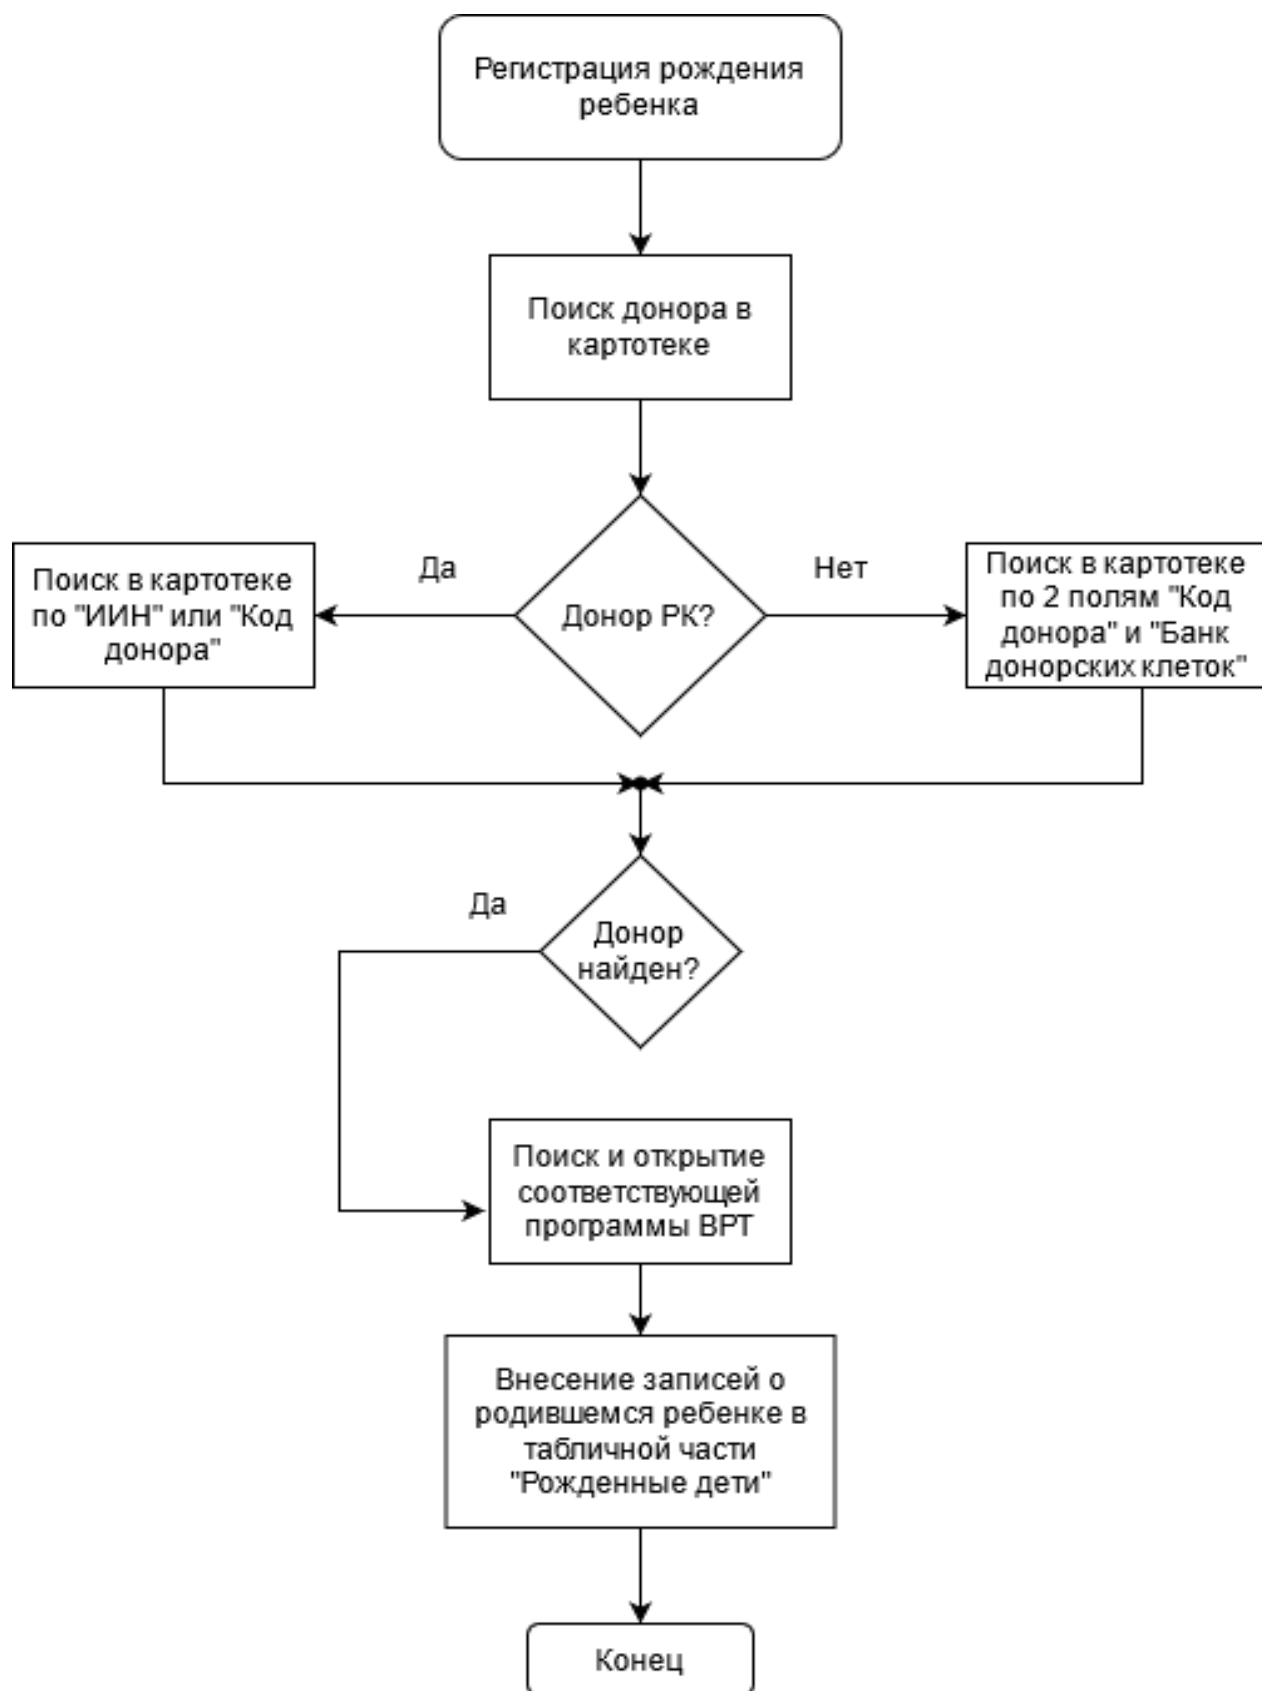 Регистрация рождения
ребенка
Поиск донора в
картотеке
Да
Нет
Поиск в картотеке
по "ИИН" или "Код
донора"
Донор РК?
Поиск в картотеке
по 2 полям "Код
донора" и "Банк
донорских клеток"
Да
Донор
найден?
Поиск и открытие
соответствующей
программы ВРТ
Внесение записей о
родившемся ребенке в
табличной части
"Рожденные дети"
Конец